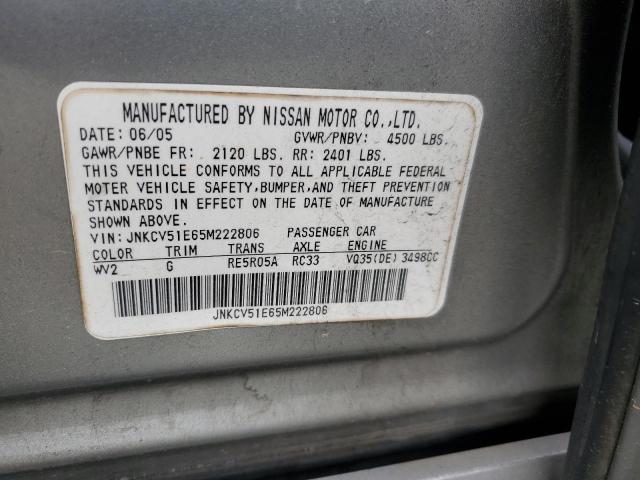 MANUFACTURED BY NISSAN MOTOR CO.,LTD.
DATE: 06/05 GVWR/PNBV: 4500 LBS.
GAWR/PNBE FR: 2120 LBS. RR: 2401 LBS.
THIS VEHICLE CONFORMS TO ALL APPLICABLE FEDERAL
MOTER VEHICLE SAFETY,BUMPER,AND THEFT PREVENTION
STANDARDS IN EFFECT ON THE DATE OF MANUFACTURE
SHOWN ABOVE.
VIN: JNKCV51E65M222806 PASSENGER CAR
COLOR TRIM TRANS AXLE ENGINE
WV2 G RE5R05A RC33 VQ35(DE) 3498CC
JNKCV51E65M222806